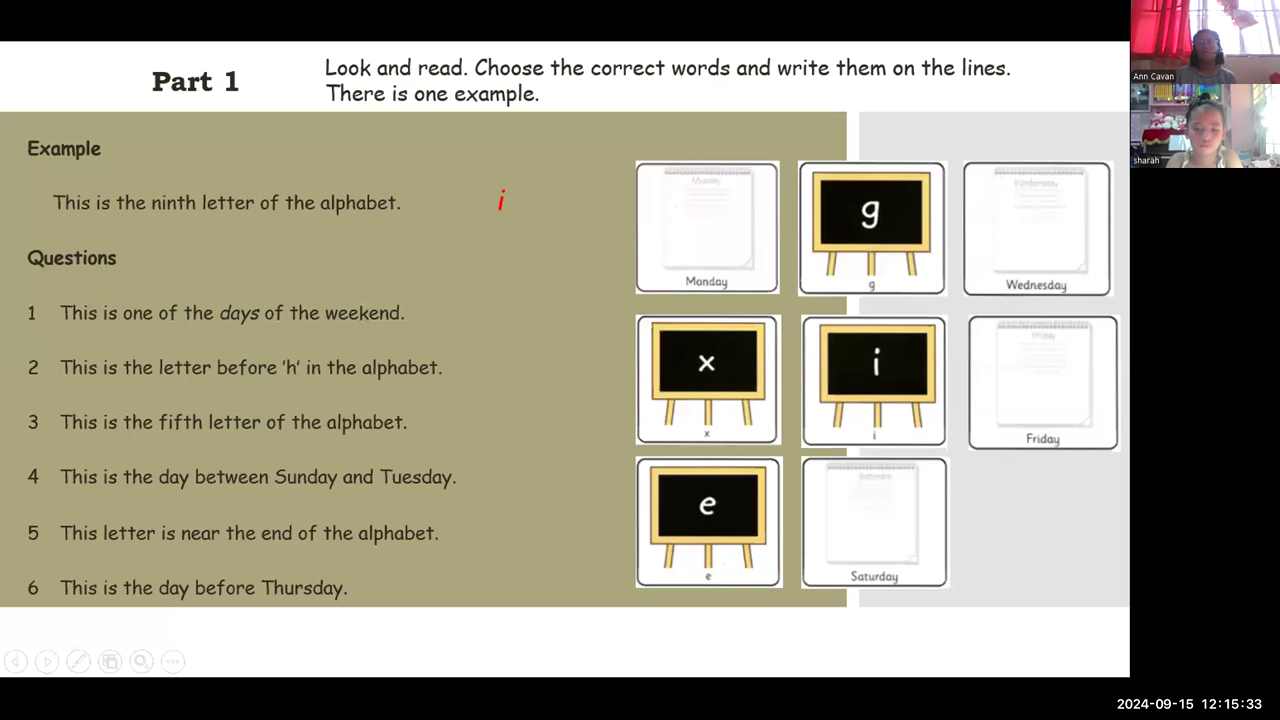 Part 1
Look and read. Choose the correct words and write them on the lines.
There is one example.
Ann Cavan
sharah
Example
This is the ninth letter of the alphabet. i
Questions
1 This is one of the days of the weekend.
2 This is the letter before 'h' in the alphabet.
3 This is the fifth letter of the alphabet.
4 This is the day between Sunday and Tuesday.
5 This letter is near the end of the alphabet.
6 This is the day before Thursday.
Monday
Monday
g
g
Wednesday
Wednesday
x
x
i
i
Friday
Friday
e
e
Saturday
Saturday
2024-09-15 12:15:33